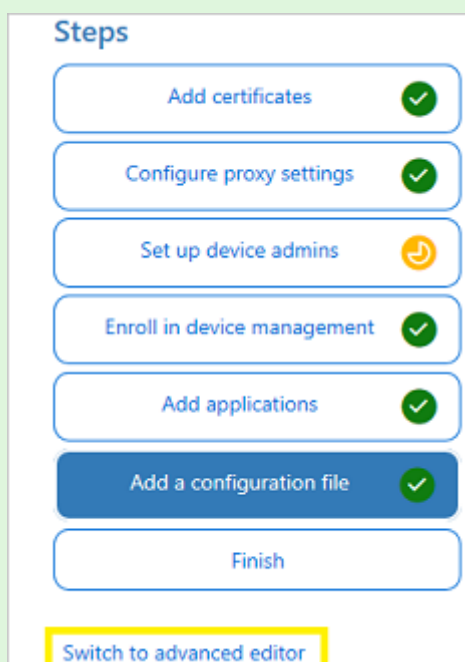 Steps
Add certificates
Configure proxy settings
Set up device admins
Enroll in device management
Add applications
Add a configuration file
Finish
Switch to advanced editor